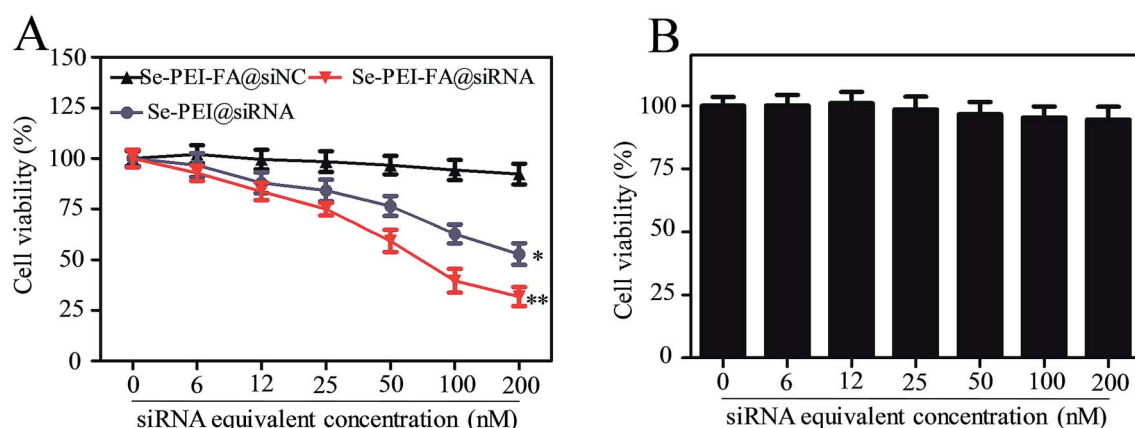 A
150
125
100
75
50
25
0
Cell viability (%)
Se-PEI-FA@siNC Se-PEI-FA@siRNA
Se-PEI@siRNA
*
**
0 6 12 25 50 100 200
siRNA equivalent concentration (nM)
B
100
75
50
25
0
Cell viability (%)
0 6 12 25 50 100 200
siRNA equivalent concentration (nM)